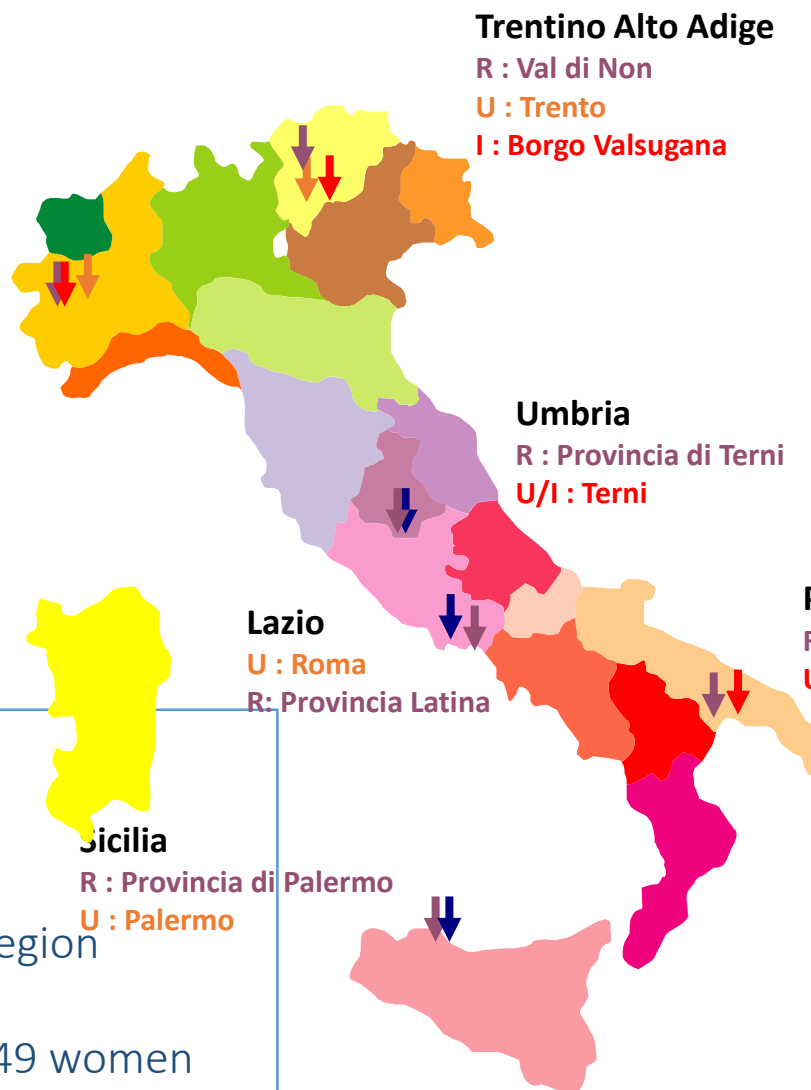 Trentino Alto Adige
R : Val di Non
U : Trento
I : Borgo Valsugana
Umbria
R : Provincia di Terni
U/I : Terni
P
R
U
Lazio
U : Roma
R: Provincia Latina
Sicilia
R : Provincia di Palermo
U : Palermo
egion
49 women